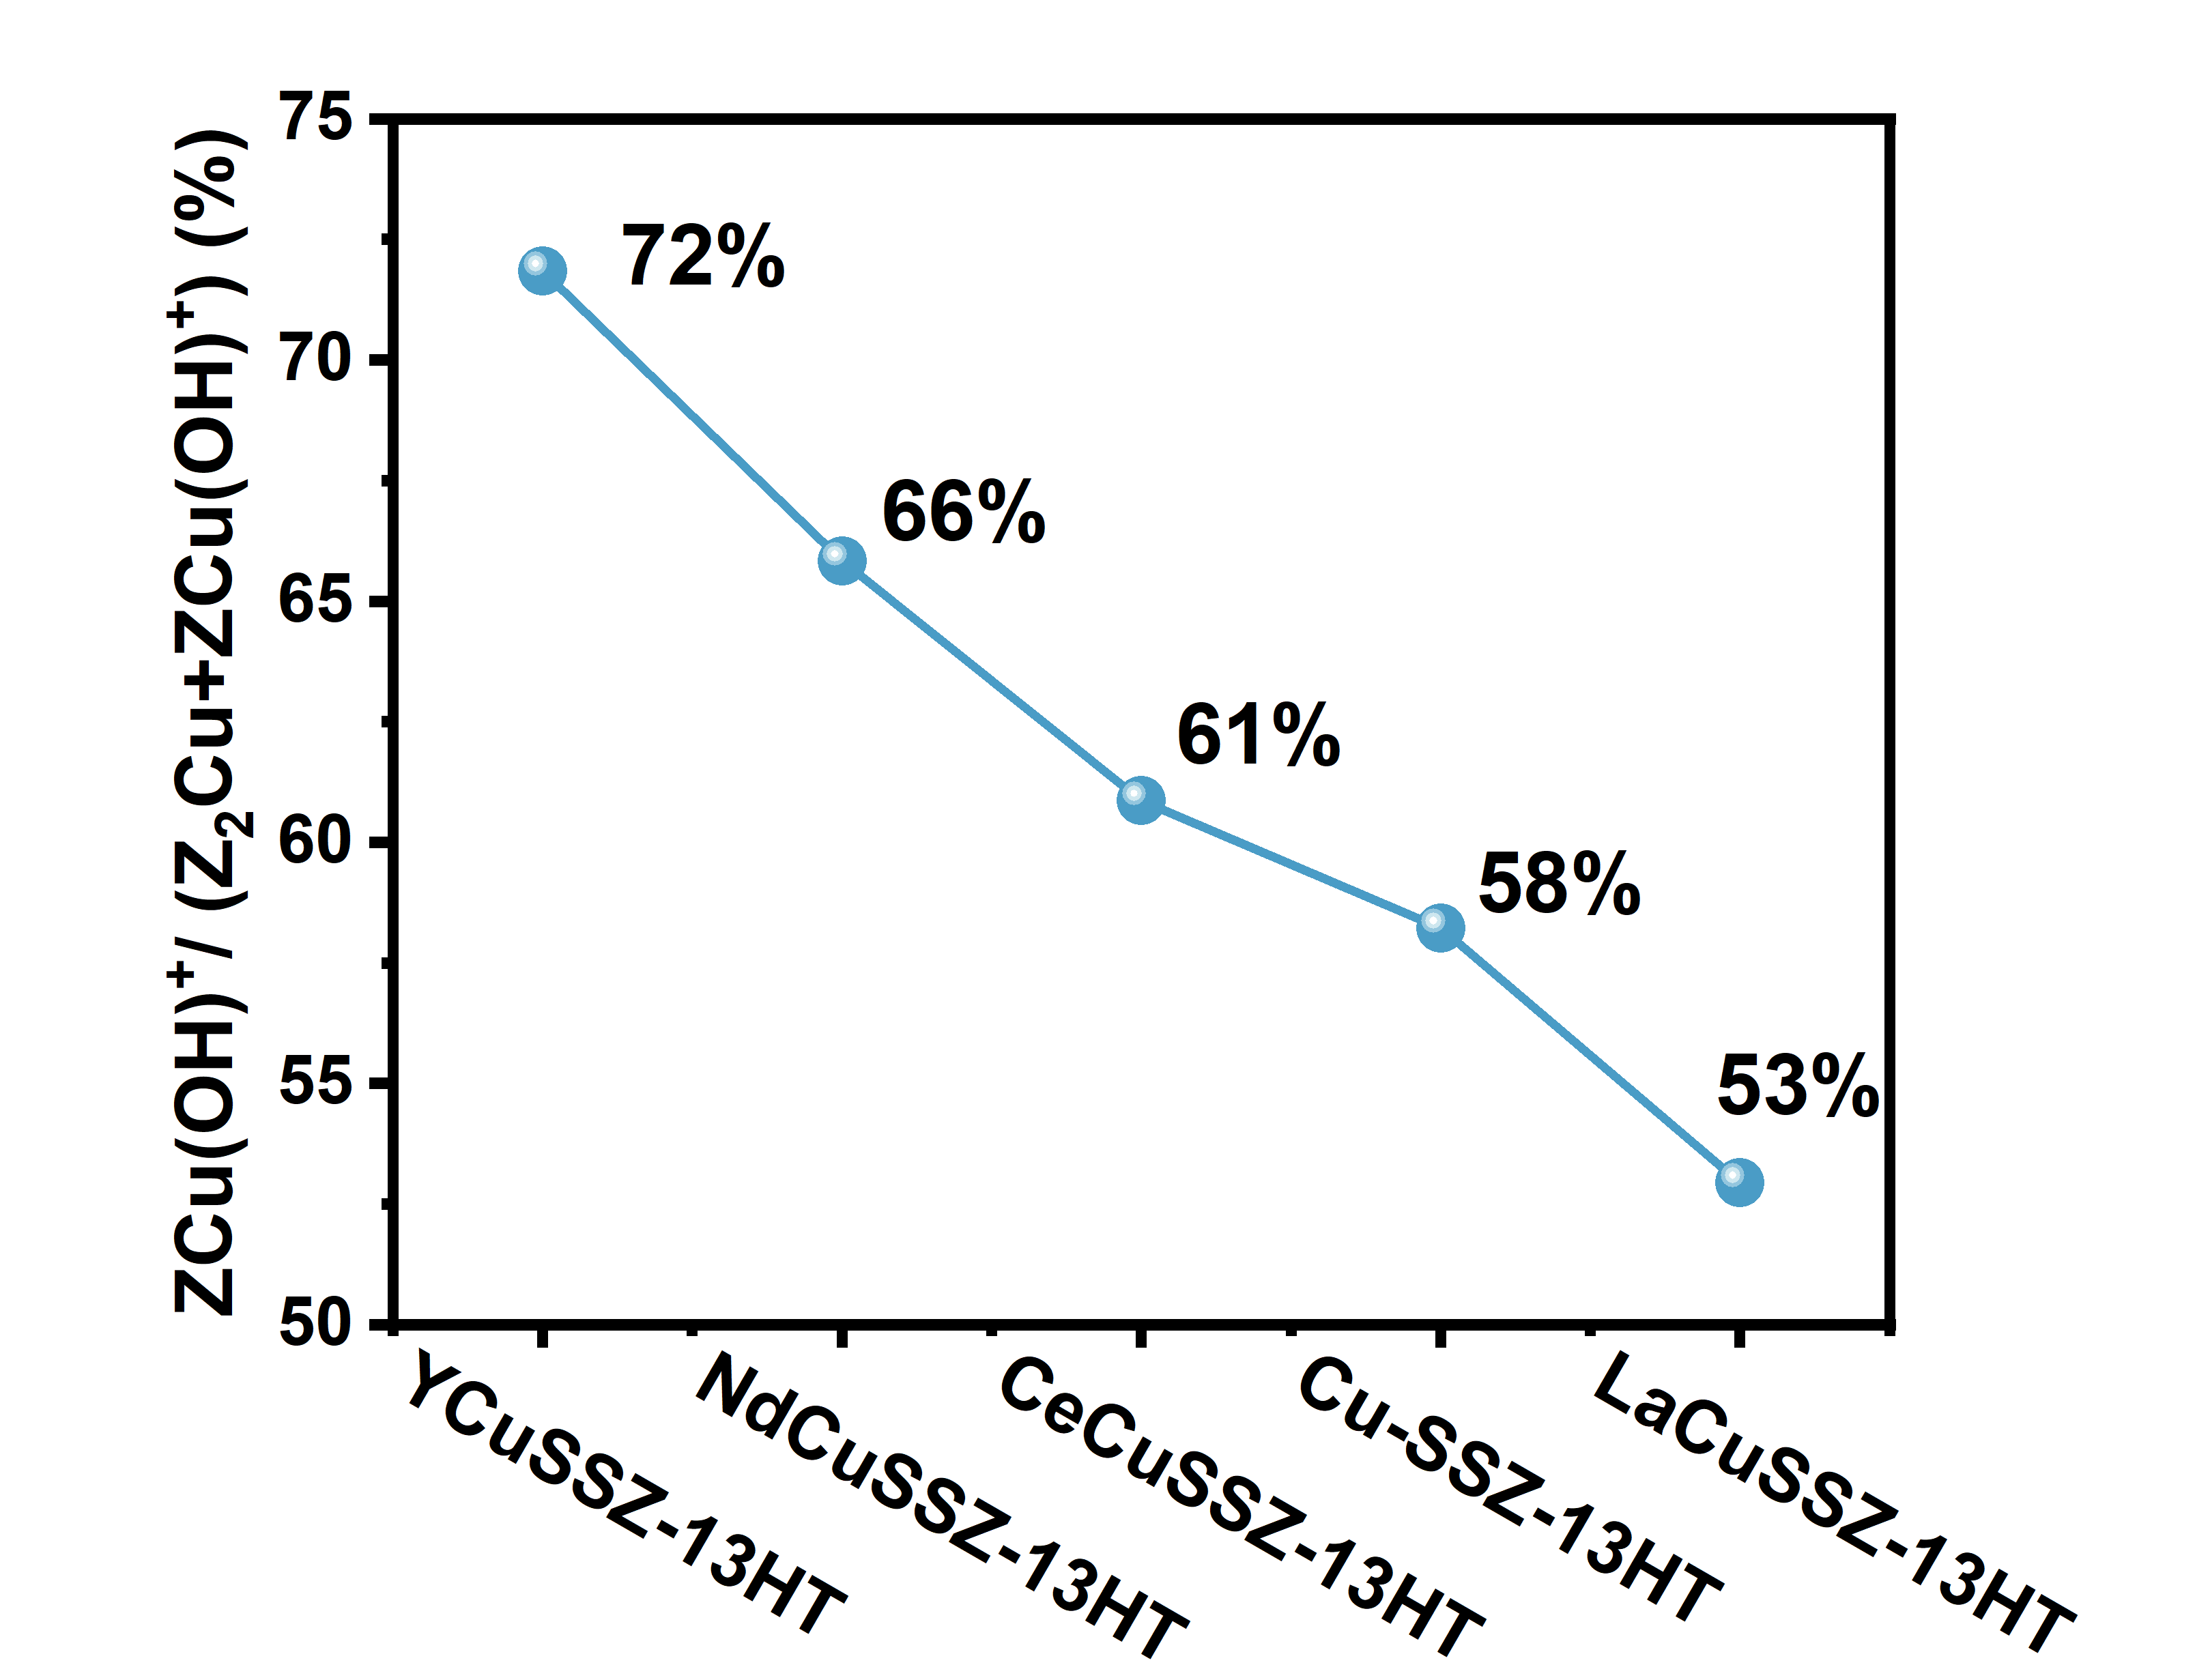 ZCu(OH)⁺/ (Z₂Cu+ZCu(OH)⁺) (%)
75
70
65
60
55
50
72%
66%
61%
58%
53%
YCuSSZ-13HT
NdCuSSZ-13HT
CeCuSSZ-13HT
Cu-SSZ-13HT
LaCuSSZ-13HT